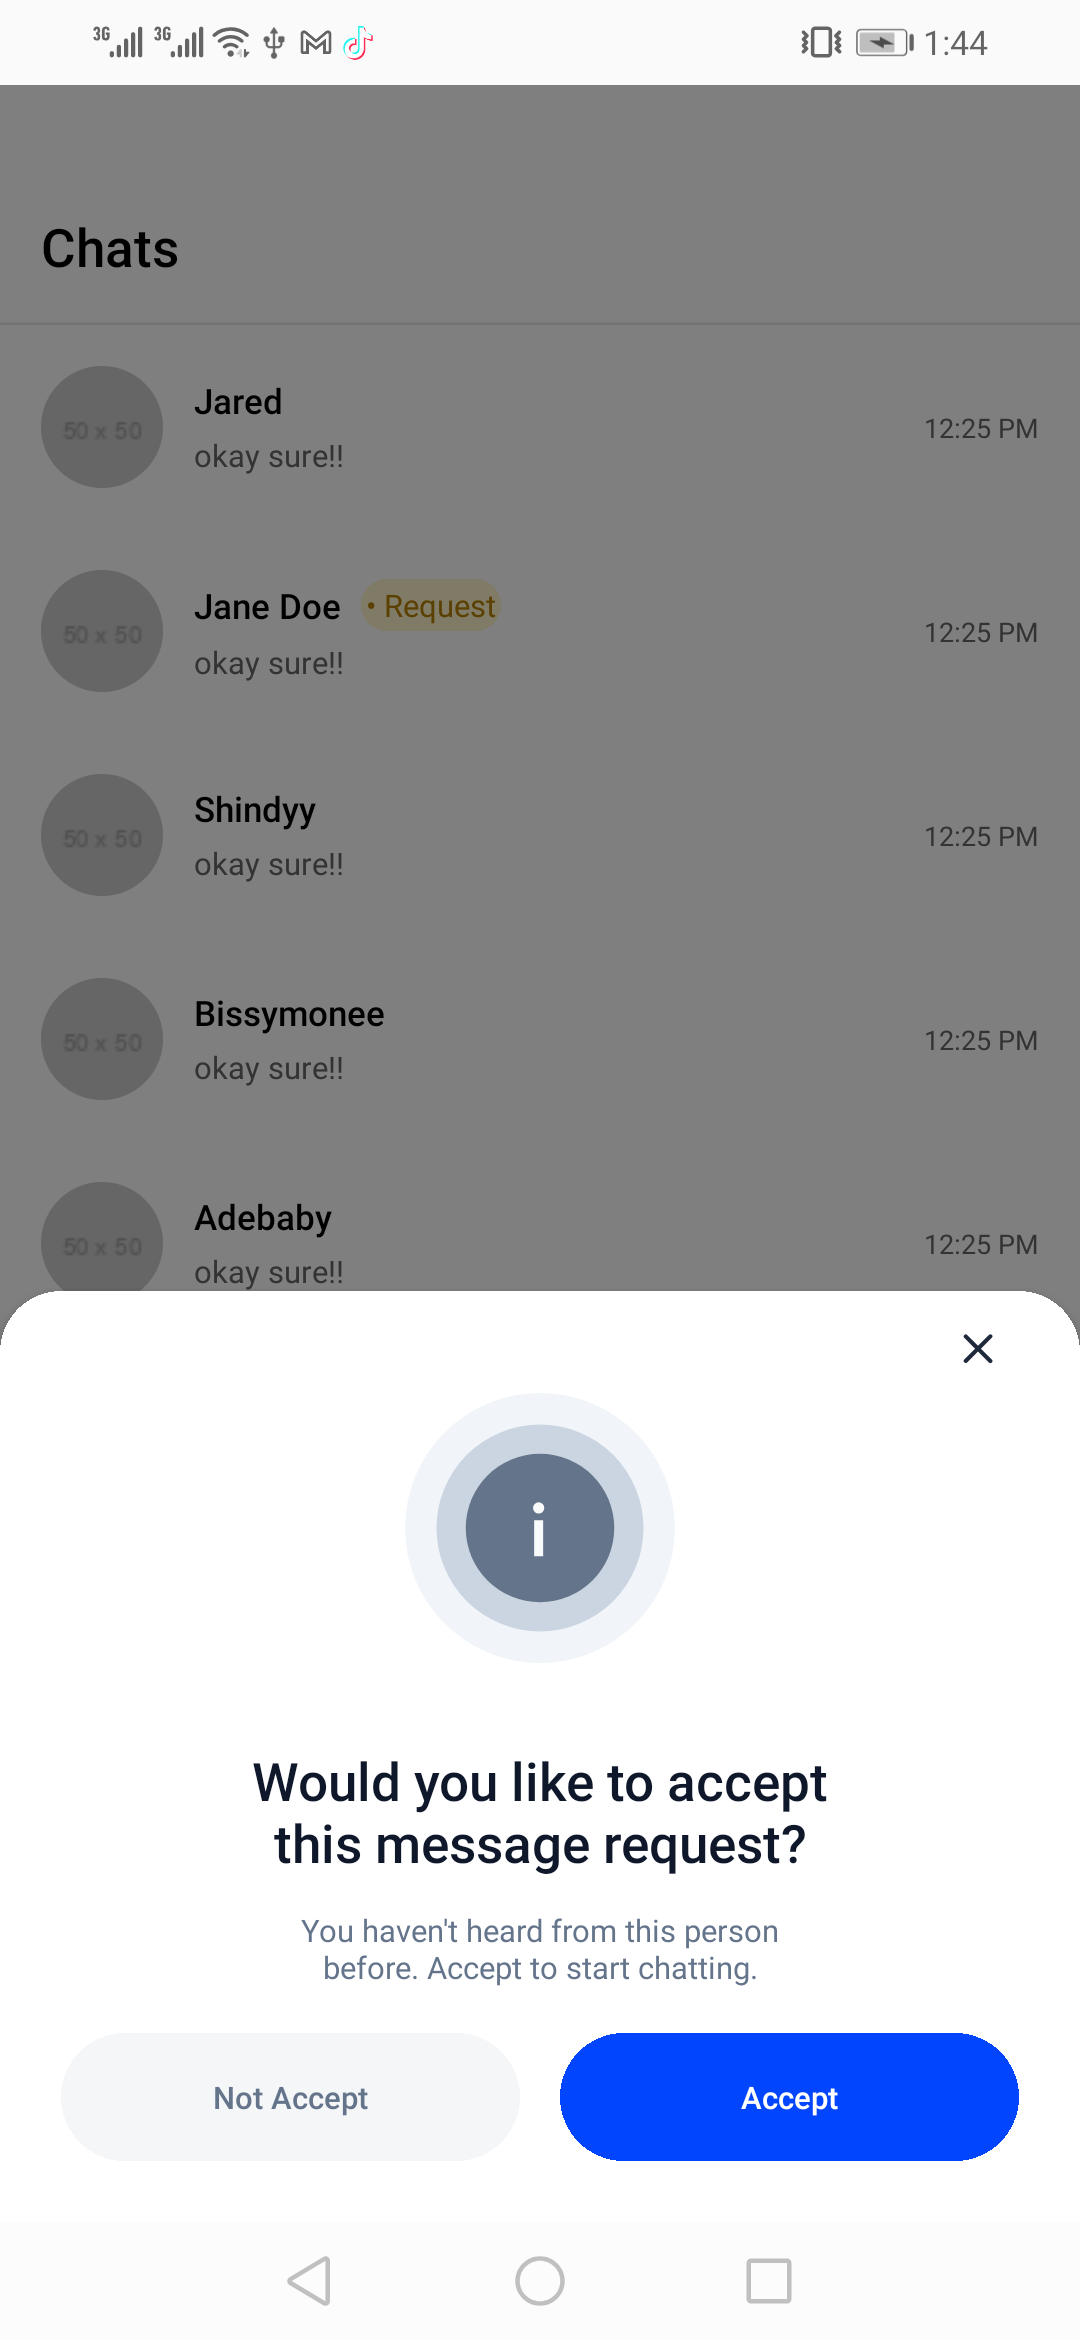 3G 3G 1:44
Chats
50 x 50
Jared
okay sure!!
12:25 PM
50 x 50
Jane Doe • Request
okay sure!!
12:25 PM
50 x 50
Shindyy
okay sure!!
12:25 PM
50 x 50
Bissymonee
okay sure!!
12:25 PM
50 x 50
Adebaby
okay sure!!
12:25 PM
Would you like to accept
this message request?
You haven't heard from this person
before. Accept to start chatting.
Not Accept
Accept